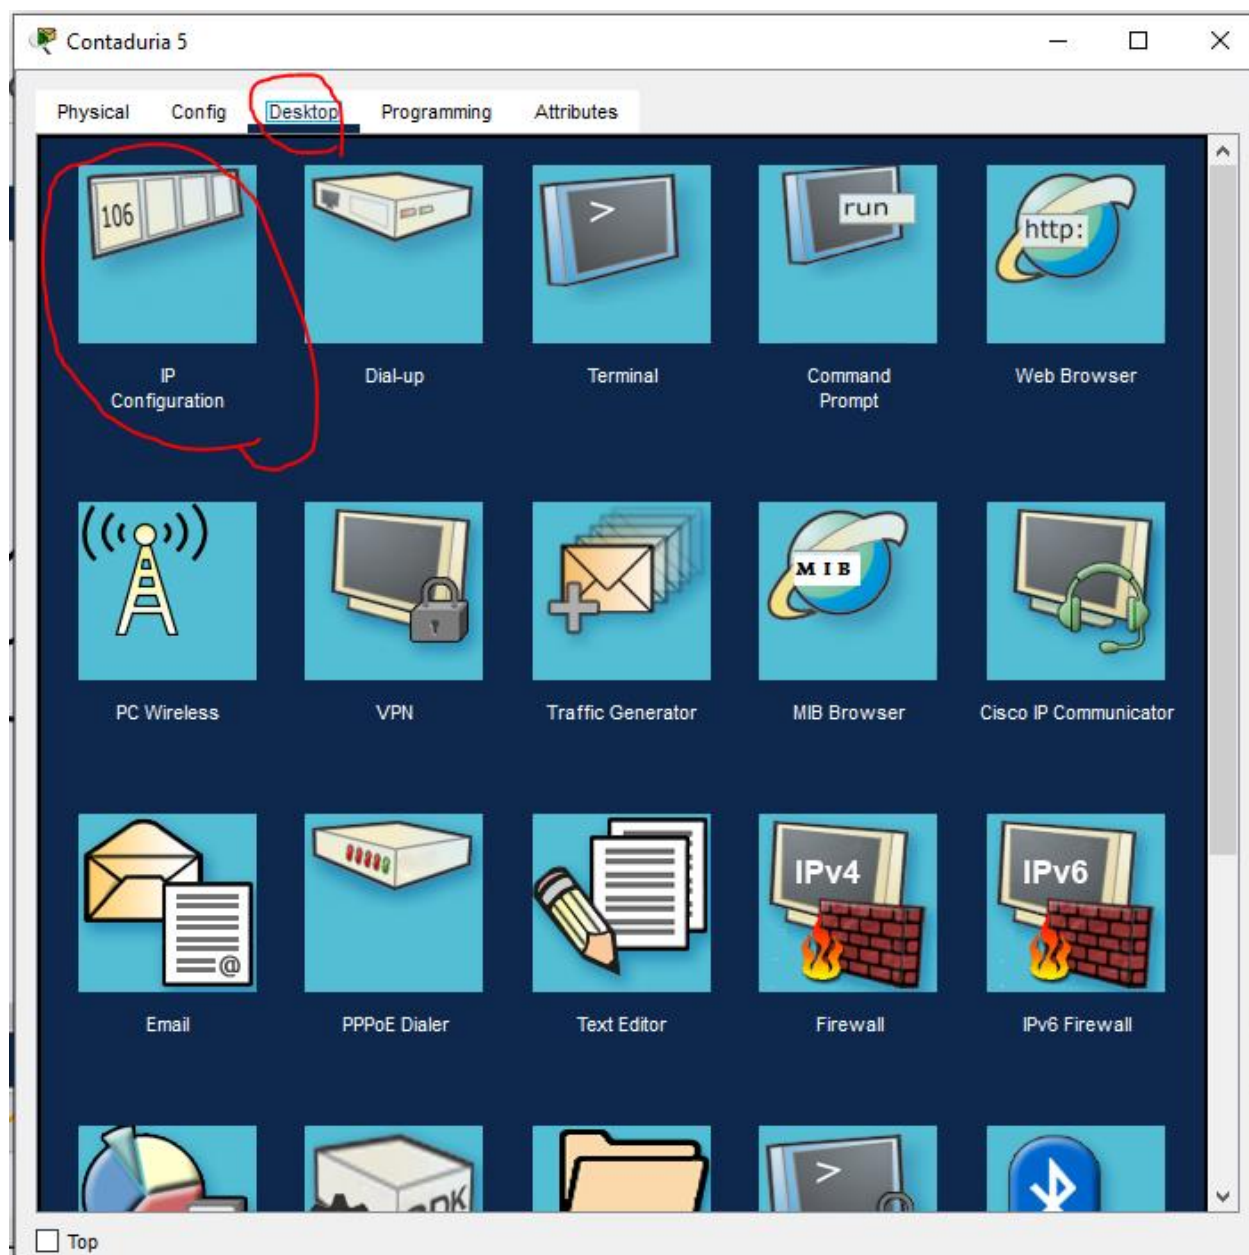 Contaduria 5
Physical Config Desktop Programming Attributes
106
>
run
http:
IP
Configuration
Dial-up
Terminal
Command
Prompt
Web Browser
MIB
PC Wireless
VPN
Traffic Generator
MIB Browser
Cisco IP Communicator
@
IPv4
IPv6
Email
PPPoE Dialer
Text Editor
Firewall
IPv6 Firewall
>
Top